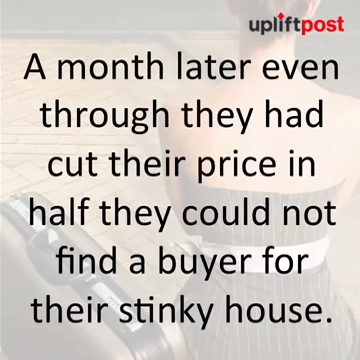 upliftpost
A month later even
through they had
cut their price in
half they could not
find a buyer for
their stinky house.